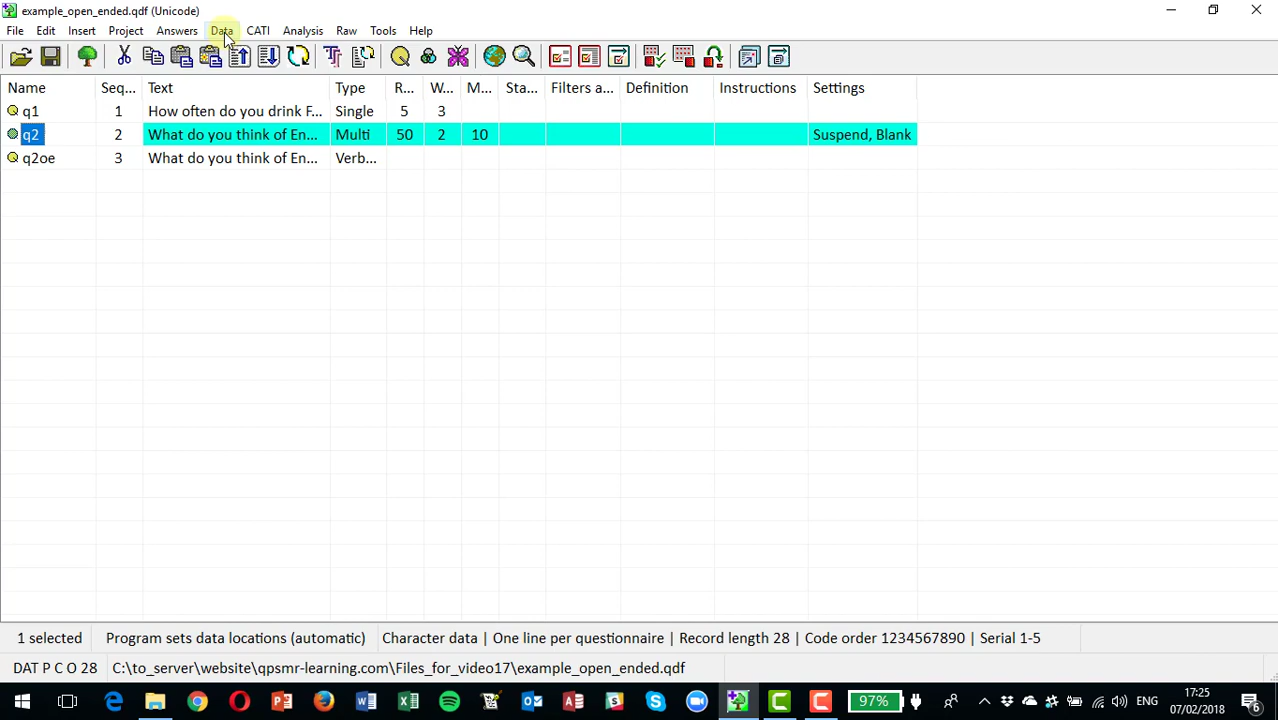 example_open_ended.qdf (Unicode)
File Edit Insert Project Answers Data CATI Analysis Raw Tools Help
Name Seq... Text Type R... W... M... Sta... Filters a... Definition Instructions Settings
q1 1 How often do you drink F... Single 5 3
q2 2 What do you think of En... Multi 50 2 10 Suspend, Blank
q2oe 3 What do you think of En... Verb...
1 selected Program sets data locations (automatic) Character data | One line per questionnaire | Record length 28 | Code order 1234567890 | Serial 1-5
DAT P C O 28 C:\to_server\website\qpsmr-learning.com\Files_for_video17\example_open_ended.qdf
97% ENG 17:25
07/02/2018 6